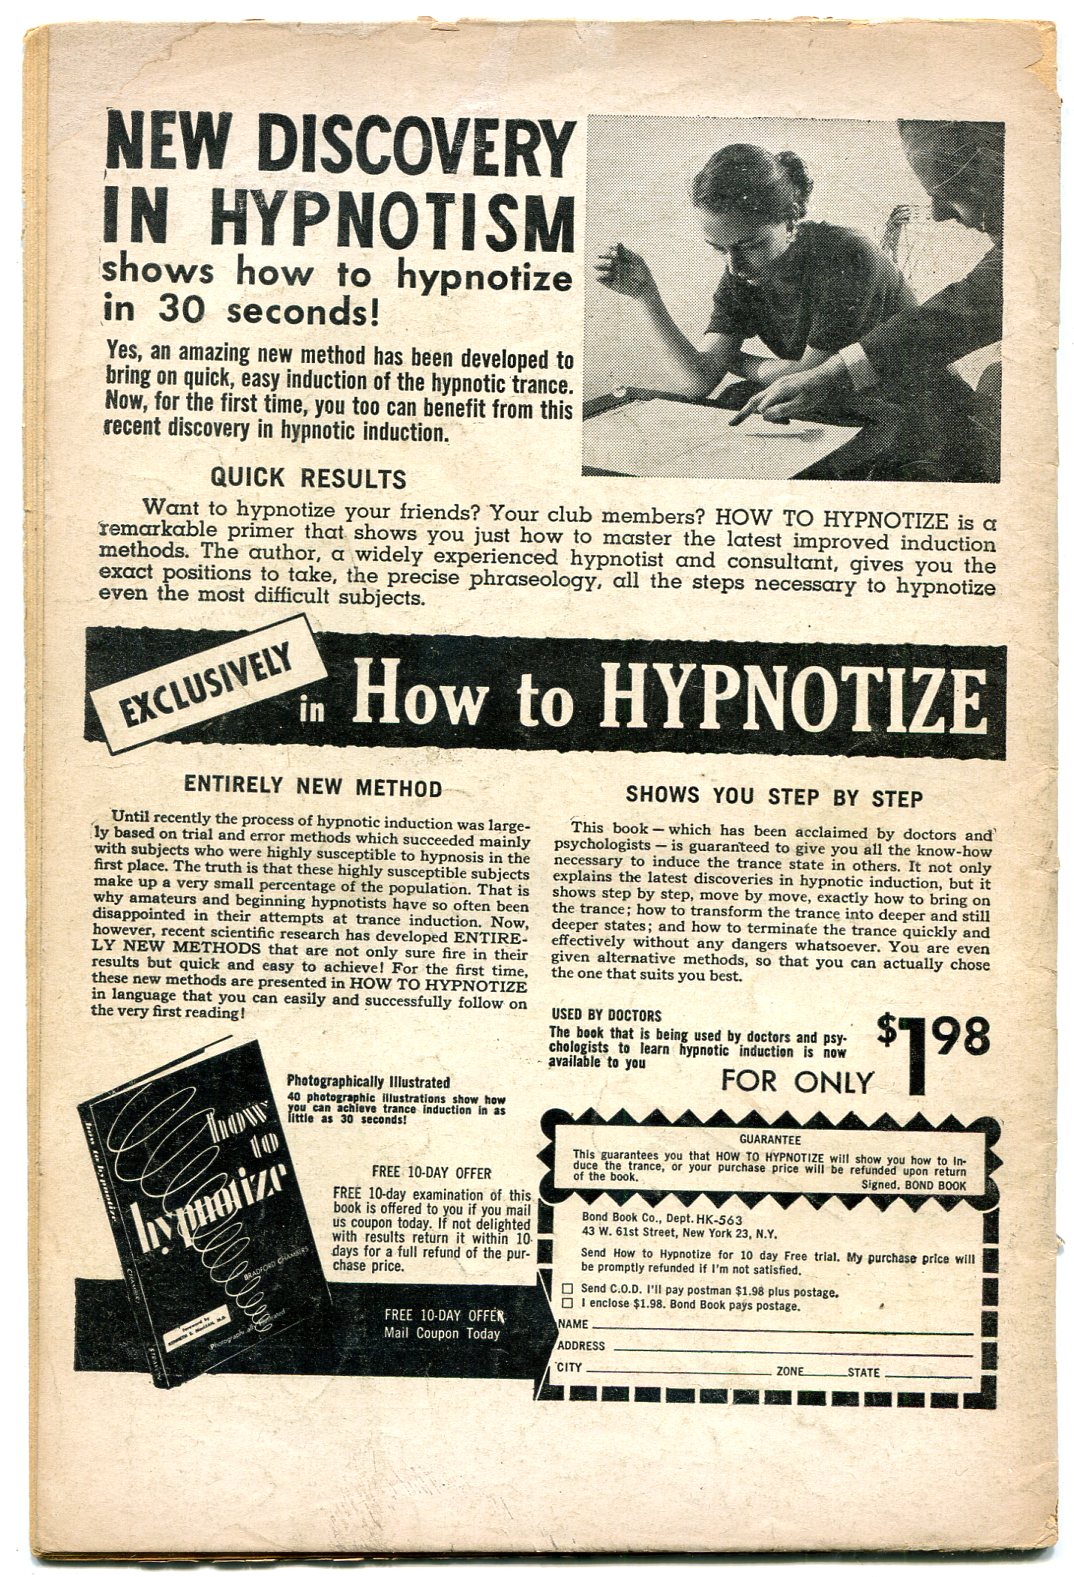 NEW DISCOVERY
IN HYPNOTISM
shows how to hypnotize
in 30 seconds!
Yes, an amazing new method has been developed to
bring on quick, easy induction of the hypnotic trance.
Now, for the first time, you too can benefit from this
recent discovery in hypnotic induction.
QUICK RESULTS
Want to hypnotize your friends? Your club members? HOW TO HYPNOTIZE is a
remarkable primer that shows you just how to master the latest improved induction
methods. The author, a widely experienced hypnotist and consultant, gives you the
exact positions to take, the precise phraseology, all the steps necessary to hypnotize
even the most difficult subjects.
EXCLUSIVELY
in How to HYPNOTIZE
ENTIRELY NEW METHOD
Until recently the process of hypnotic induction was large-
ly based on trial and error methods which succeeded mainly
with subjects who were highly susceptible to hypnosis in the
first place. The truth is that these highly susceptible subjects
make up a very small percentage of the population. That is
why amateurs and beginning hypnotists have so often been
disappointed in their attempts at trance induction. Now,
however, recent scientific research has developed ENTIRE-
LY NEW METHODS that are not only sure fire in their
results but quick and easy to achieve! For the first time,
these new methods are presented in HOW TO HYPNOTIZE
in language that you can easily and successfully follow on
the very first reading!
SHOWS YOU STEP BY STEP
This book — which has been acclaimed by doctors and
psychologists — is guaranteed to give you all the know-how
necessary to induce the trance state in others. It not only
explains the latest discoveries in hypnotic induction, but it
shows step by step, move by move, exactly how to bring on
the trance; how to transform the trance into deeper and still
deeper states; and how to terminate the trance quickly and
effectively without any dangers whatsoever. You are even
given alternative methods, so that you can actually chose
the one that suits you best.
USED BY DOCTORS
The book that is being used by doctors and psy-
chologists to learn hypnotic induction is now
available to you
FOR ONLY $1.98
Photographically Illustrated
40 photographic illustrations show how
you can achieve trance induction in as
little as 30 seconds!
FREE 10-DAY OFFER
FREE 10-day examination of this
book is offered to you if you mail
us coupon today. If not delighted
with results return it within 10
days for a full refund of the pur-
chase price.
how to hypnotize
CHAMBERS
STRAVON
how
to
hypnotize
BRADFORD CHAMBERS
foreword by
Photographically illustrated
FREE 10-DAY OFFER
Mail Coupon Today
GUARANTEE
This guarantees you that HOW TO HYPNOTIZE will show you how to in-
duce the trance, or your purchase price will be refunded upon return
of the book.
Signed, BOND BOOK
Bond Book Co., Dept. HK-563
43 W. 61st Street, New York 23, N.Y.
Send How to Hypnotize for 10 day Free trial. My purchase price will
be promptly refunded if I'm not satisfied.
Send C.O.D. I'll pay postman $1.98 plus postage.
I enclose $1.98. Bond Book pays postage.
NAME
ADDRESS
CITY ZONE STATE